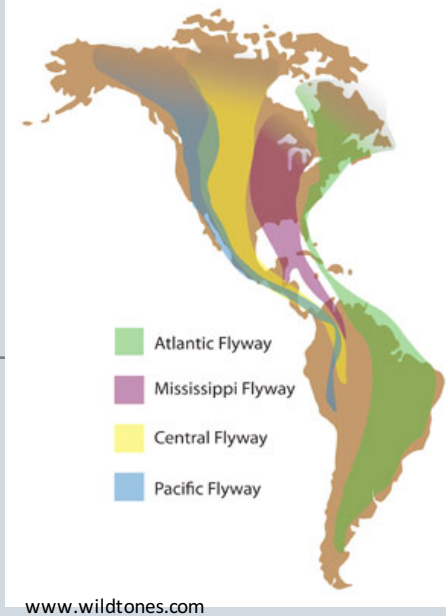 Atlantic Flyway
Mississippi Flyway
Central Flyway
Pacific Flyway
www.wildtones.com